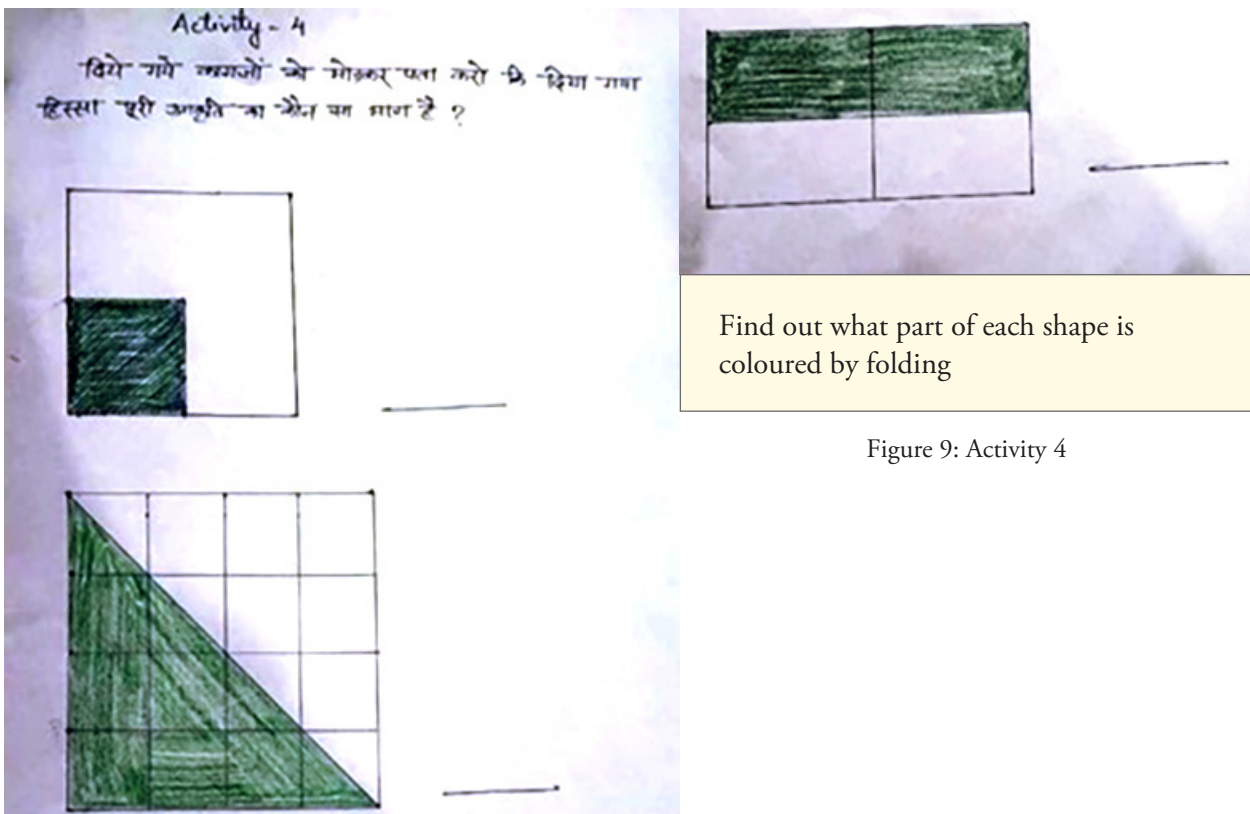 Activity - 4
दिये गये कागजों को मोड़कर पता करो कि दिया गया
हिस्सा पूरी आकृति का कौन सा भाग है ?
Find out what part of each shape is
coloured by folding
Figure 9: Activity 4